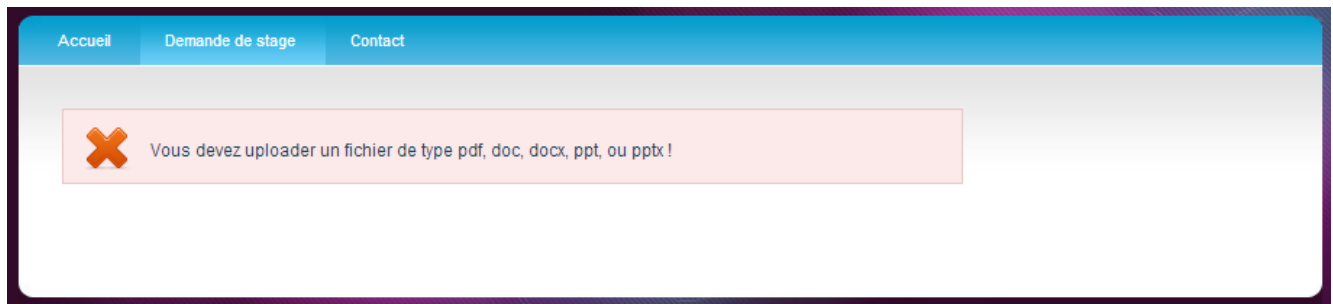 Accueil Demande de stage Contact
Vous devez uploader un fichier de type pdf, doc, docx, ppt, ou pptx !